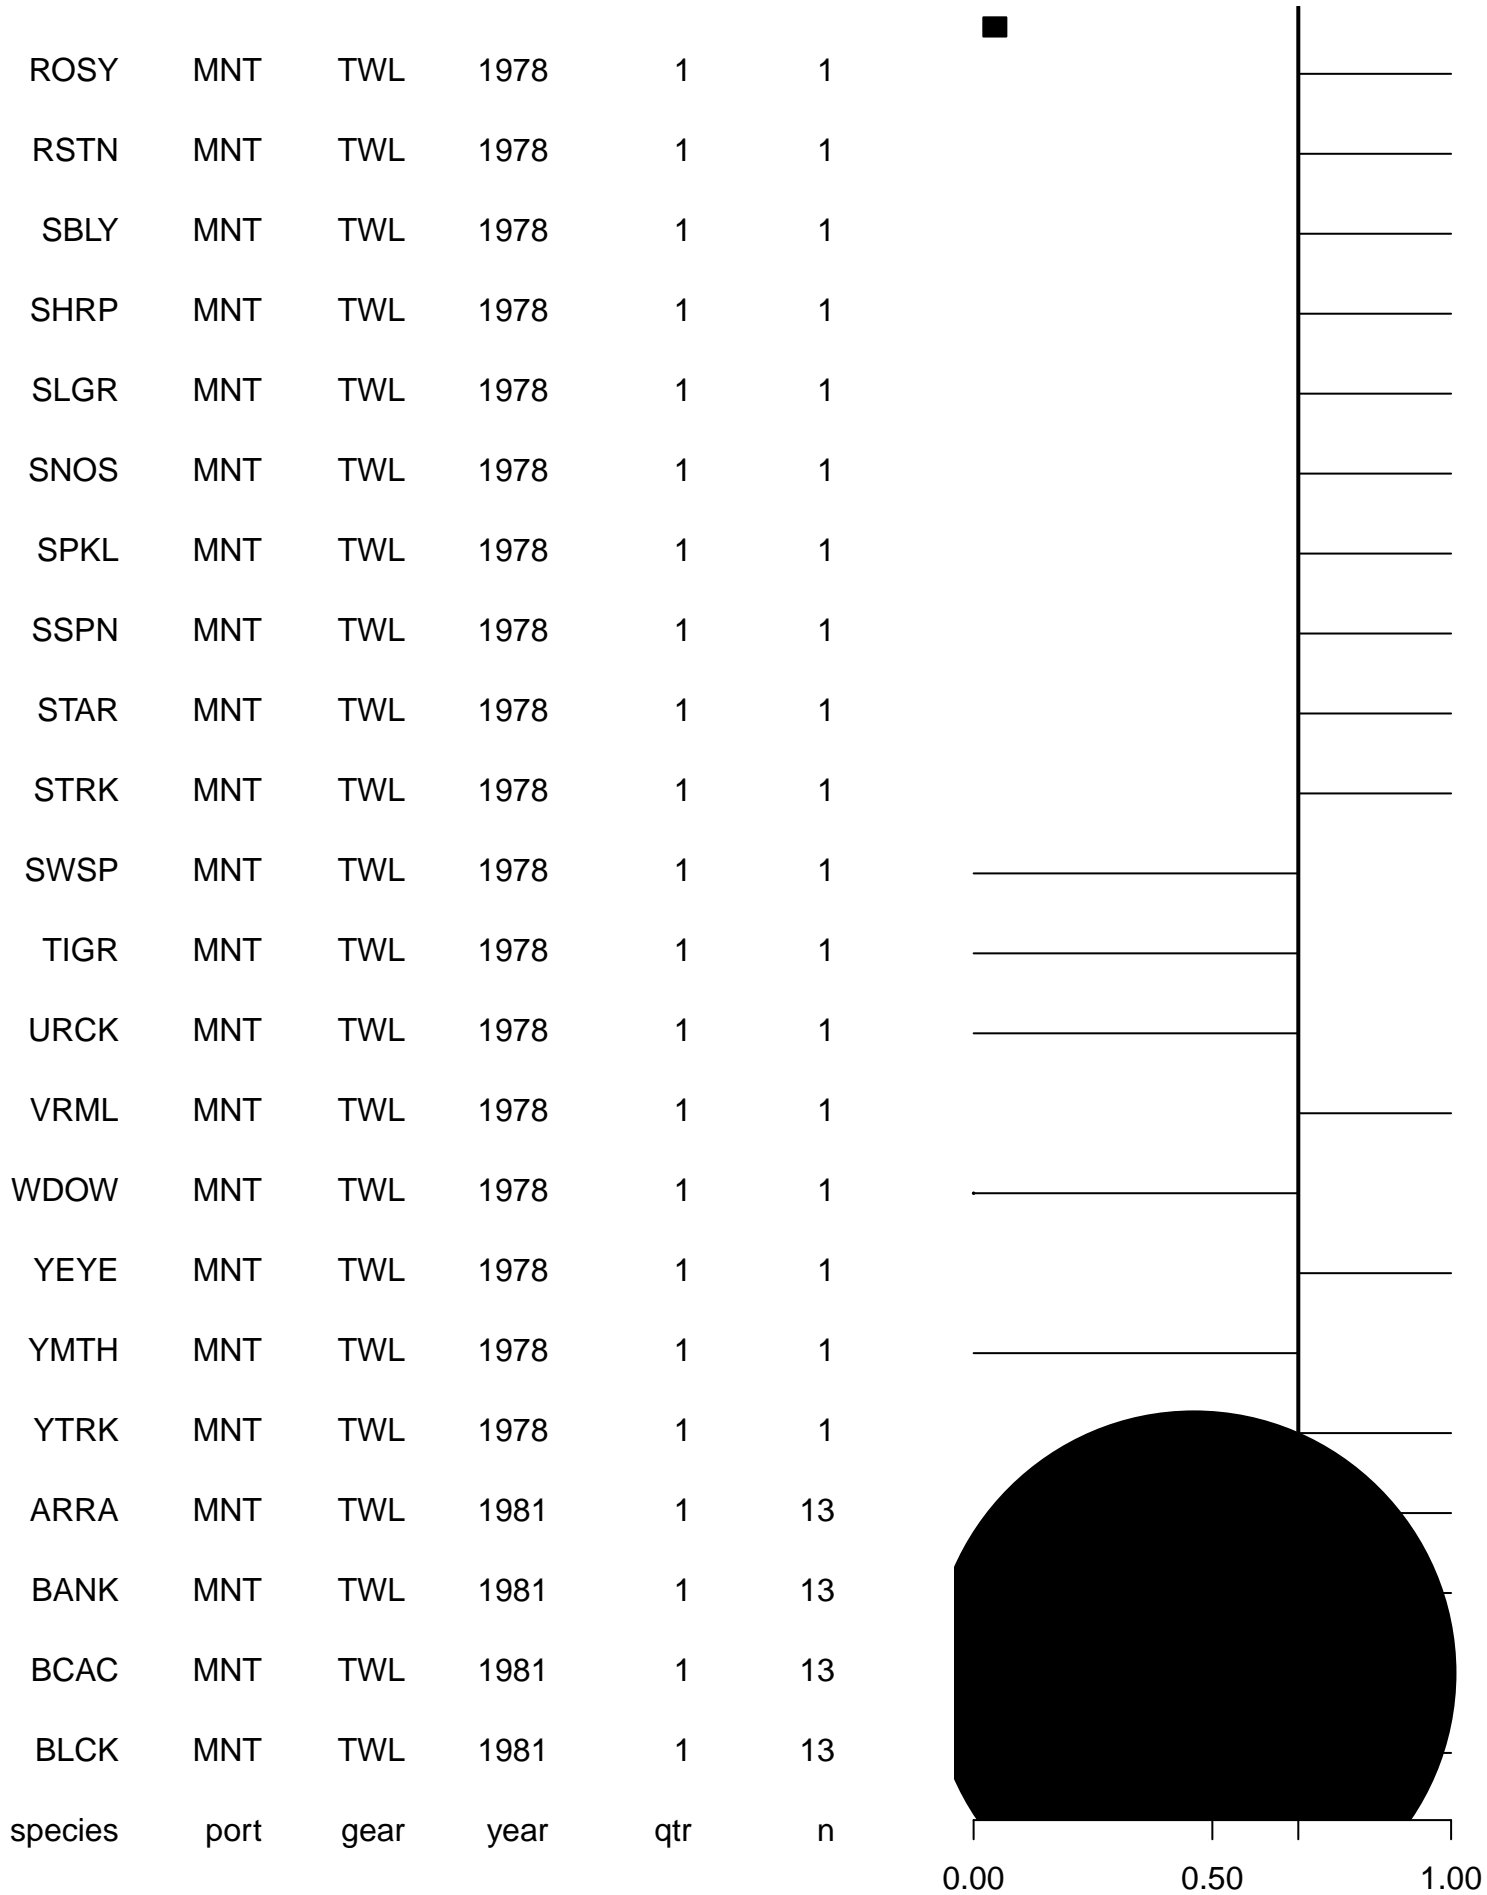 ROSY MNT TWL 1978 1 1
RSTN MNT TWL 1978 1 1
SBLY MNT TWL 1978 1 1
SHRP MNT TWL 1978 1 1
SLGR MNT TWL 1978 1 1
SNOS MNT TWL 1978 1 1
SPKL MNT TWL 1978 1 1
SSPN MNT TWL 1978 1 1
STAR MNT TWL 1978 1 1
STRK MNT TWL 1978 1 1
SWSP MNT TWL 1978 1 1
TIGR MNT TWL 1978 1 1
URCK MNT TWL 1978 1 1
VRML MNT TWL 1978 1 1
WDOW MNT TWL 1978 1 1
YEYE MNT TWL 1978 1 1
YMTH MNT TWL 1978 1 1
YTRK MNT TWL 1978 1 1
ARRA MNT TWL 1981 1 13
BANK MNT TWL 1981 1 13
BCAC MNT TWL 1981 1 13
BLCK MNT TWL 1981 1 13
species port gear year qtr n
0.00 0.50 1.00